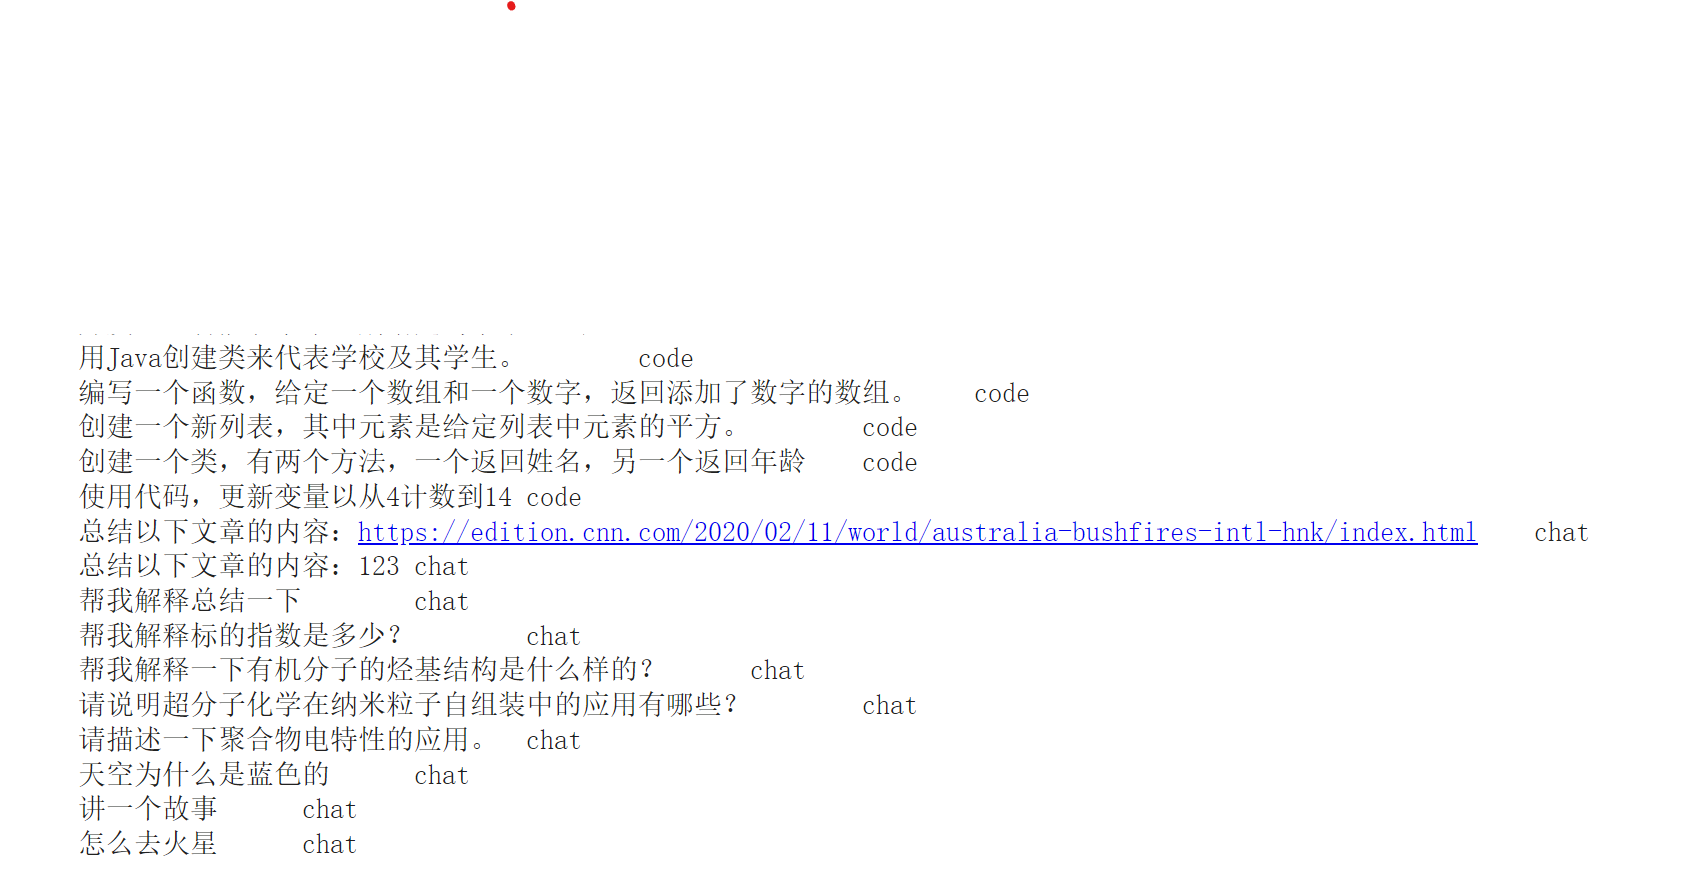 用Java创建类来代表学校及其学生。 code
编写一个函数，给定一个数组和一个数字，返回添加了数字的数组。 code
创建一个新列表，其中元素是给定列表中元素的平方。 code
创建一个类，有两个方法，一个返回姓名，另一个返回年龄 code
使用代码，更新变量以从4计数到14 code
总结以下文章的内容：https://edition.cnn.com/2020/02/11/world/australia-bushfires-intl-hnk/index.html chat
总结以下文章的内容：123 chat
帮我解释总结一下 chat
帮我解释标的指数是多少？ chat
帮我解释一下有机分子的烃基结构是什么样的？ chat
请说明超分子化学在纳米粒子自组装中的应用有哪些？ chat
请描述一下聚合物电特性的应用。 chat
天空为什么是蓝色的 chat
讲一个故事 chat
怎么去火星 chat